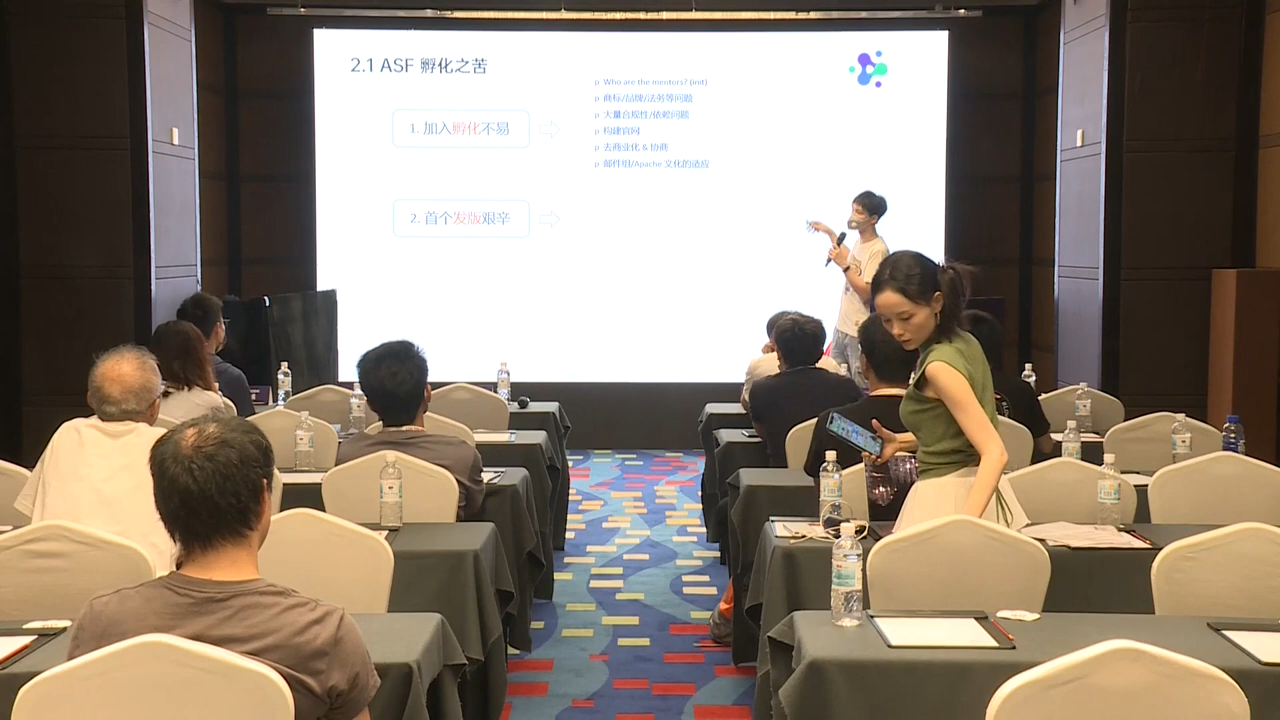 2.1 ASF 孵化之苦
p Who are the mentors? (init)
p 商标/品牌/法务等问题
p 大量合规性/依赖问题
p 构建官网
p 去商业化 & 协商
p 邮件组/Apache 文化的适应
1. 加入孵化不易
2. 首个发版艰辛